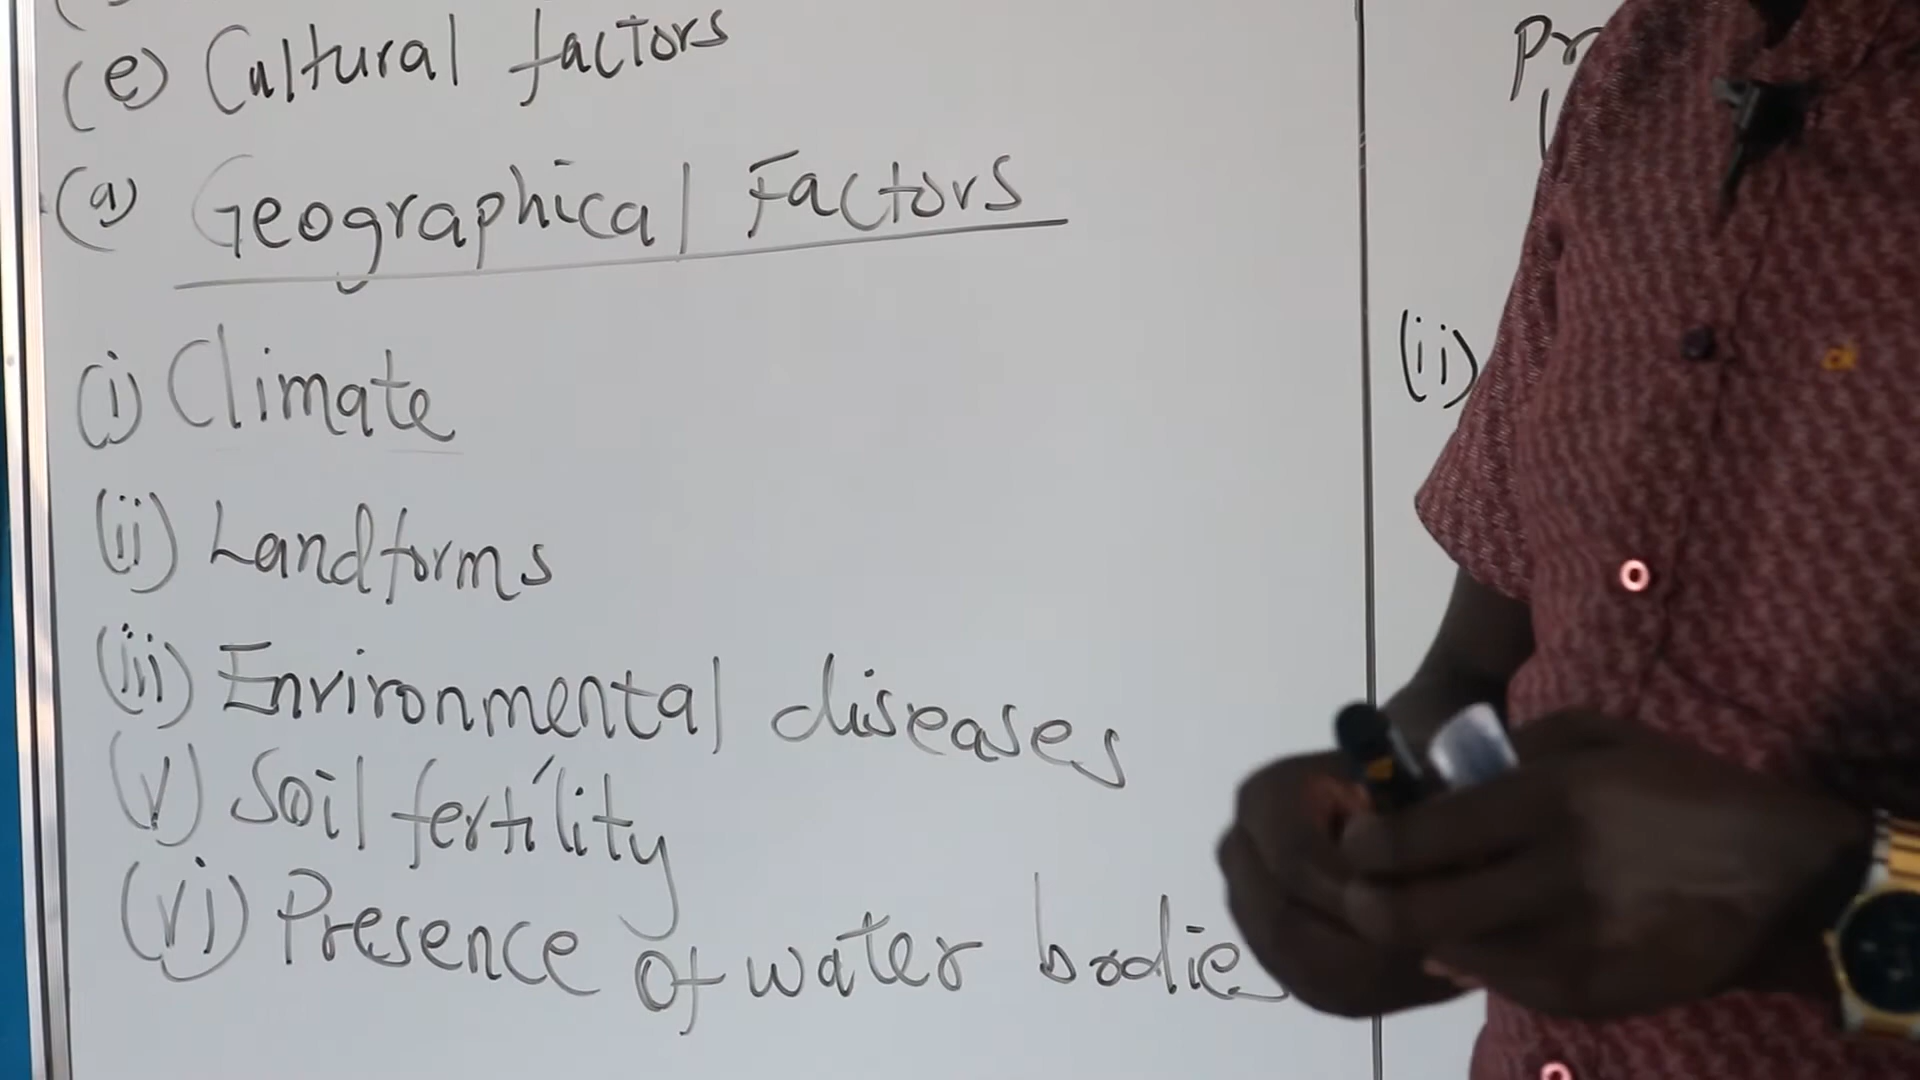 (e) Cultural factors
(a) Geographical Factors
(i) Climate
(ii) Landforms
(iii) Environmental diseases
(v) Soil fertility
(vi) Presence of water bodies
(ii)